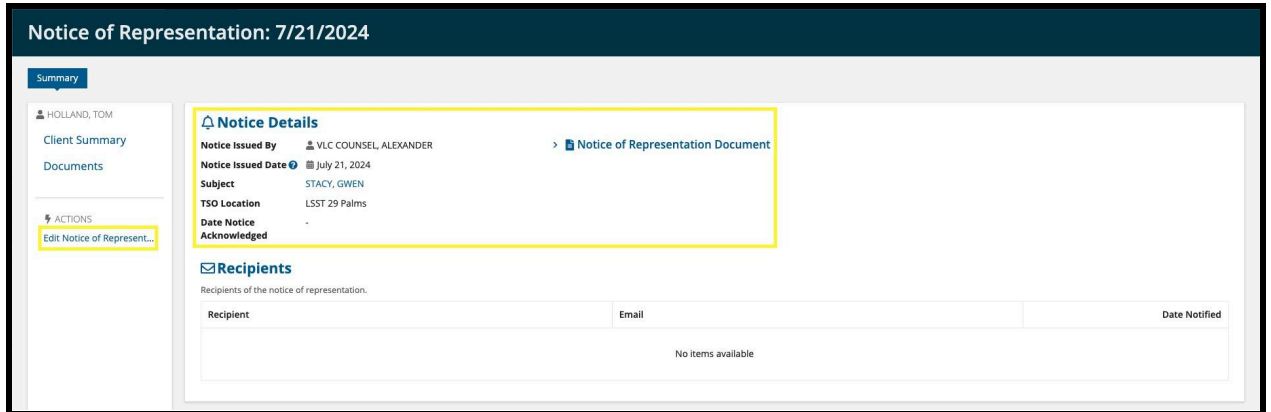 Notice of Representation: 7/21/2024
Summary
HOLLAND, TOM
Client Summary
Documents
ACTIONS
Edit Notice of Represent...
Notice Details
Notice Issued By VLC COUNSEL, ALEXANDER
Notice of Representation Document
Notice Issued Date July 21, 2024
Subject STACY, GWEN
TSO Location LSST 29 Palms
Date Notice Acknowledged -
Recipients
Recipients of the notice of representation.
Recipient Email Date Notified
No items available